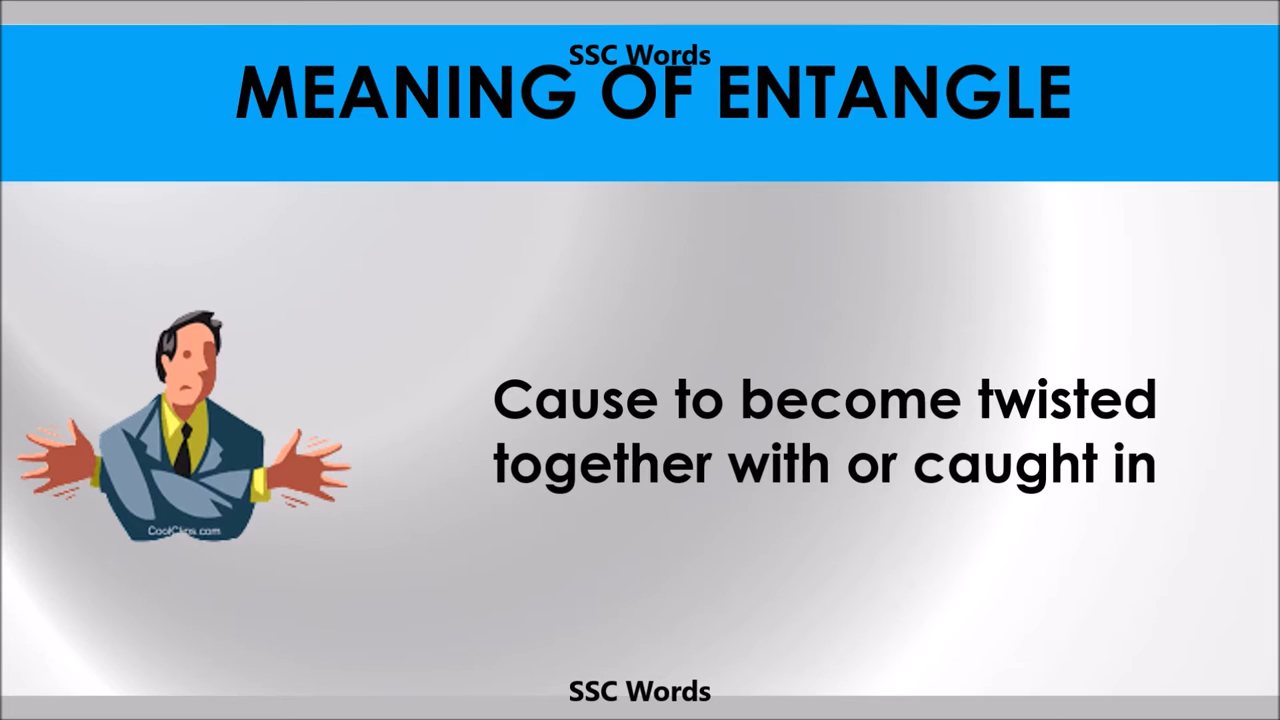 SSC Words
MEANING OF ENTANGLE
Cause to become twisted
together with or caught in
CoolClips.com
SSC Words